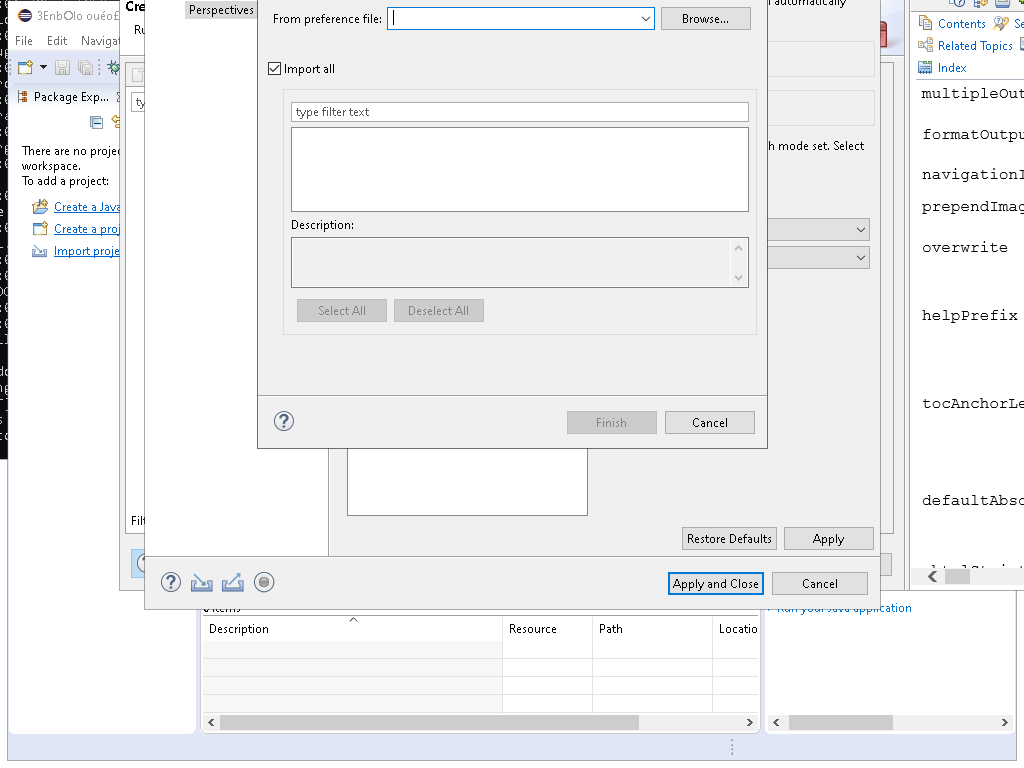 3EnbOlo ouéof
File Edit Navigat
Package Exp...
There are no proje
workspace.
To add a project:
Create a Java
Create a proj
Import proje
Cre
Ru
ty
Filt
Perspectives
From preference file:
Browse...
Import all
type filter text
Description:
Select All
Deselect All
Finish
Cancel
automatically
h mode set. Select
Restore Defaults
Apply
Apply and Close
Cancel
Contents
Se
Related Topics
Index
multipleOut
formatOutpu
navigationI
prependImag
overwrite
helpPrefix
tocAnchorLe
defaultAbso
items
Description
Resource
Path
Locatio
Run your Java application